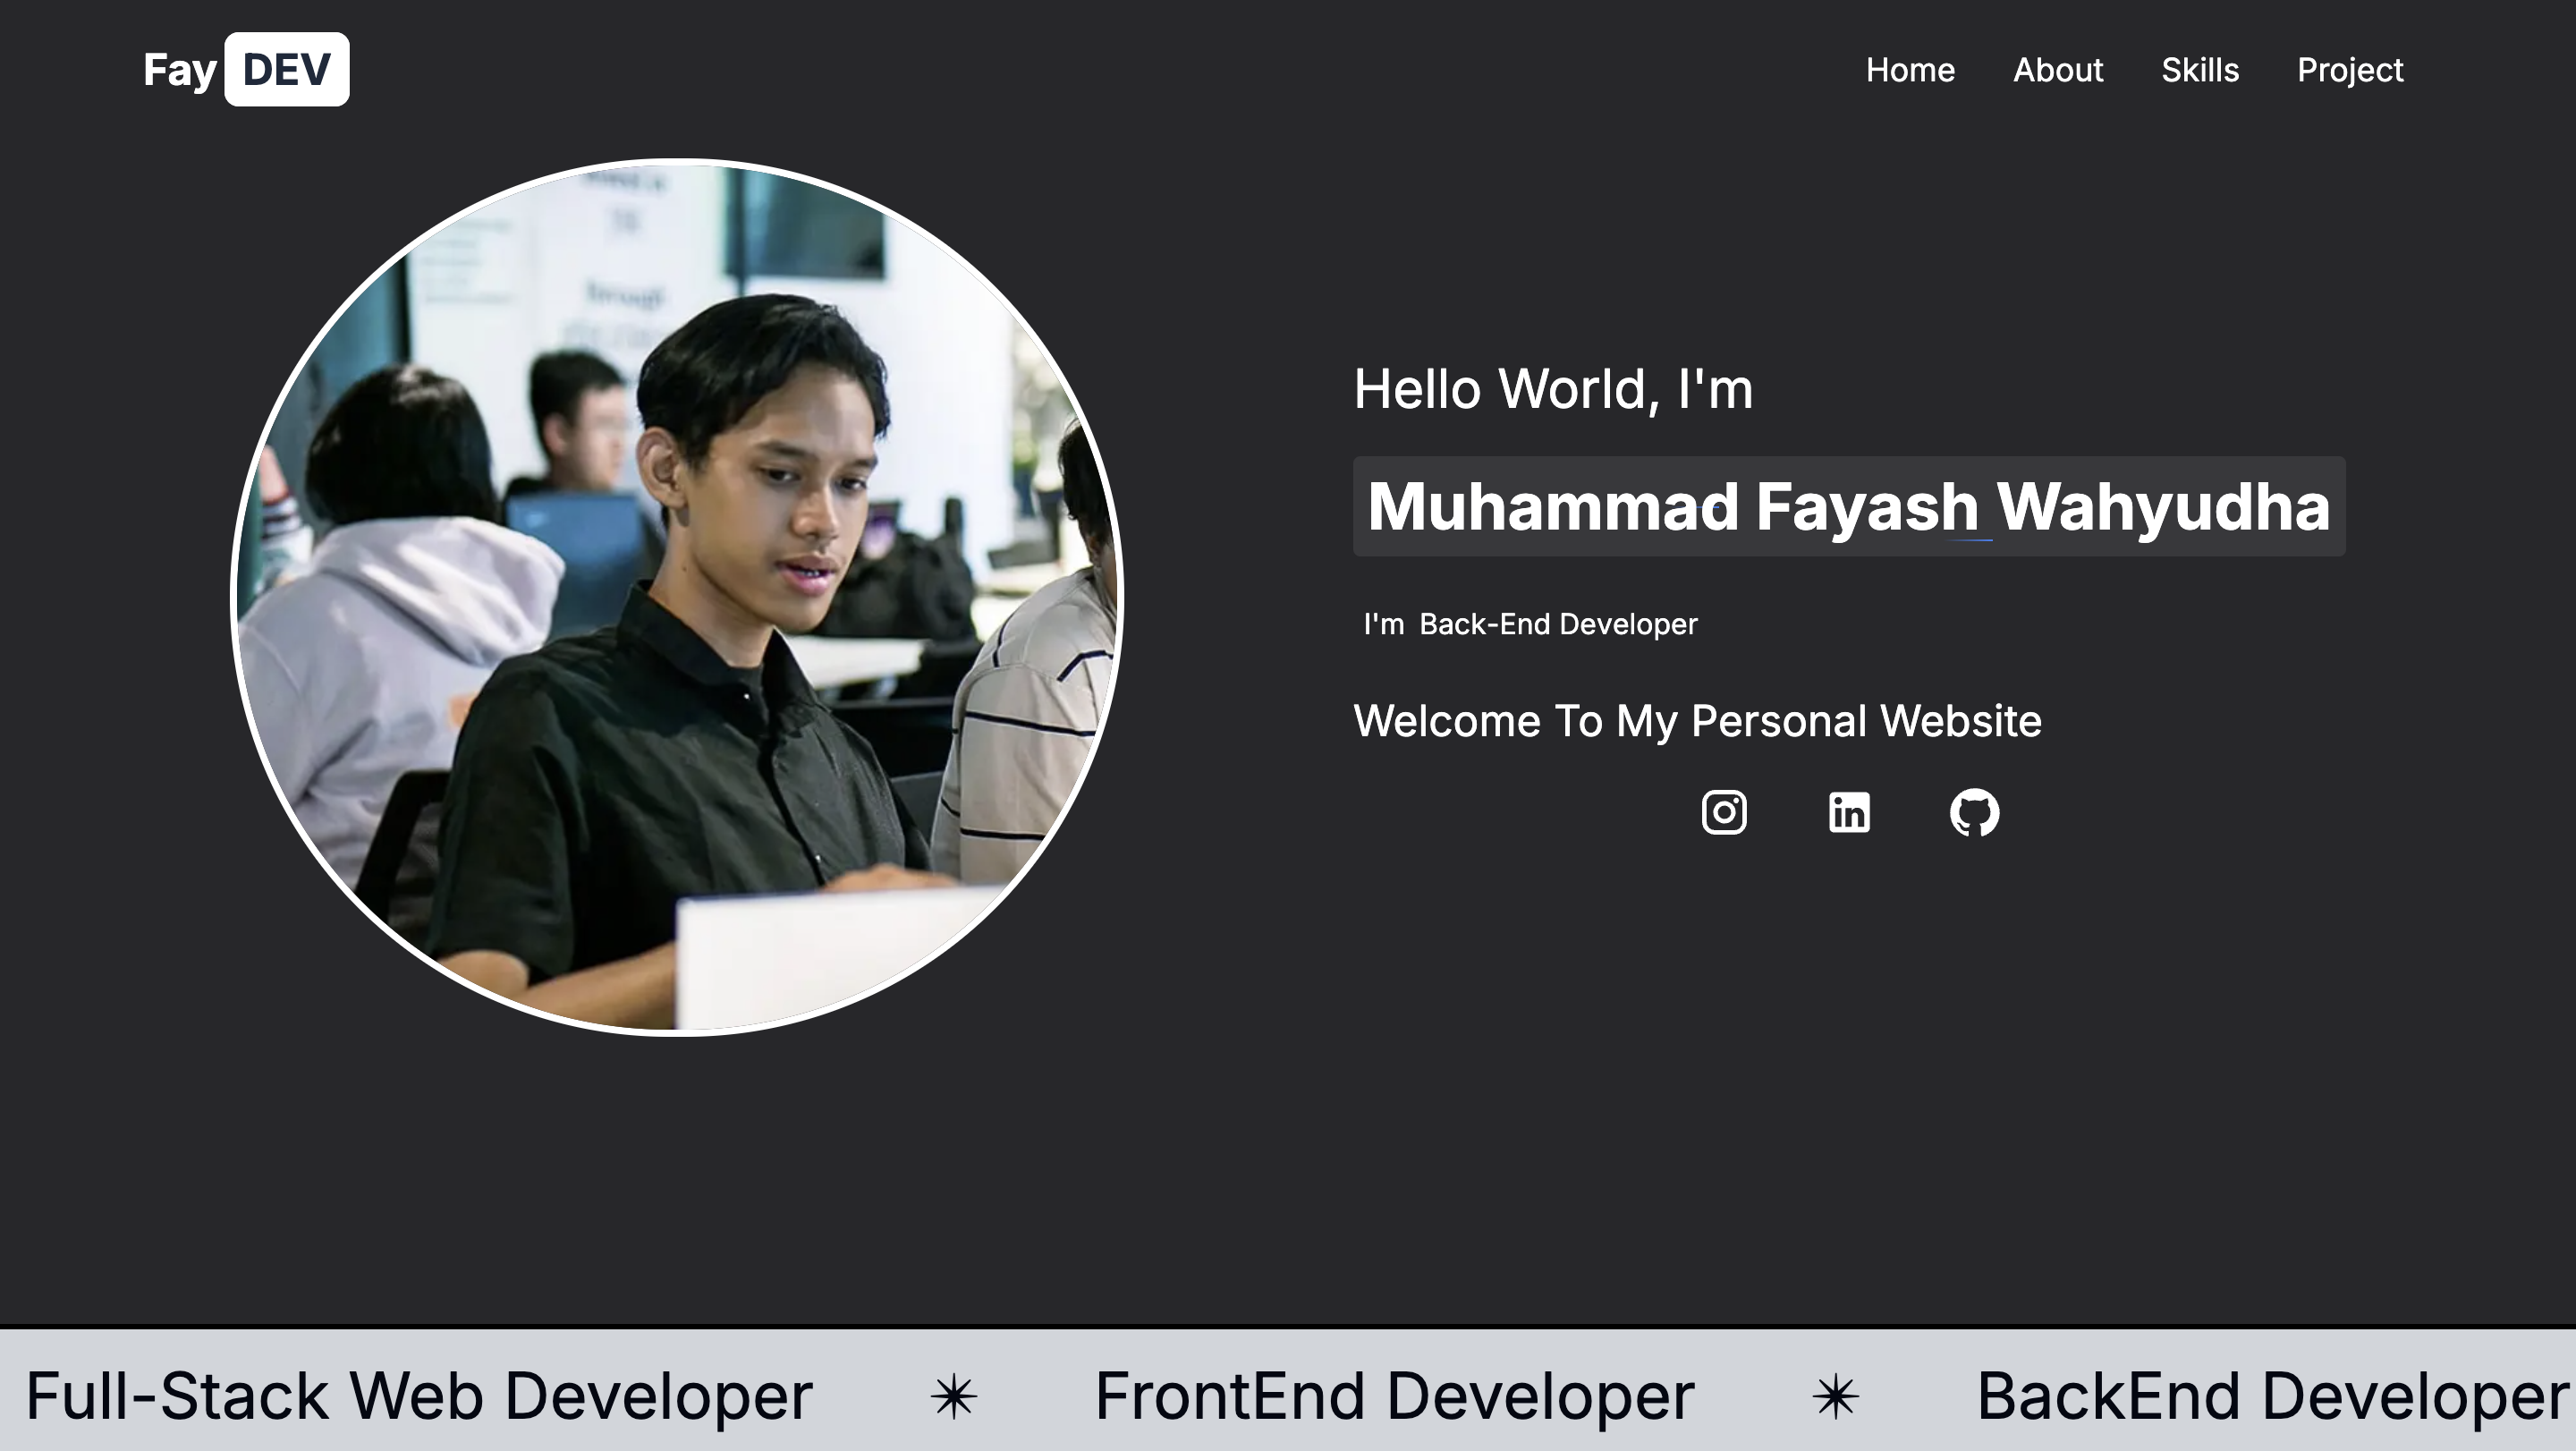 Fay DEV
Home About Skills Project
Hello World, I'm
Muhammad Fayash Wahyudha
I'm Back-End Developer
Welcome To My Personal Website
in
Full-Stack Web Developer FrontEnd Developer BackEnd Developer